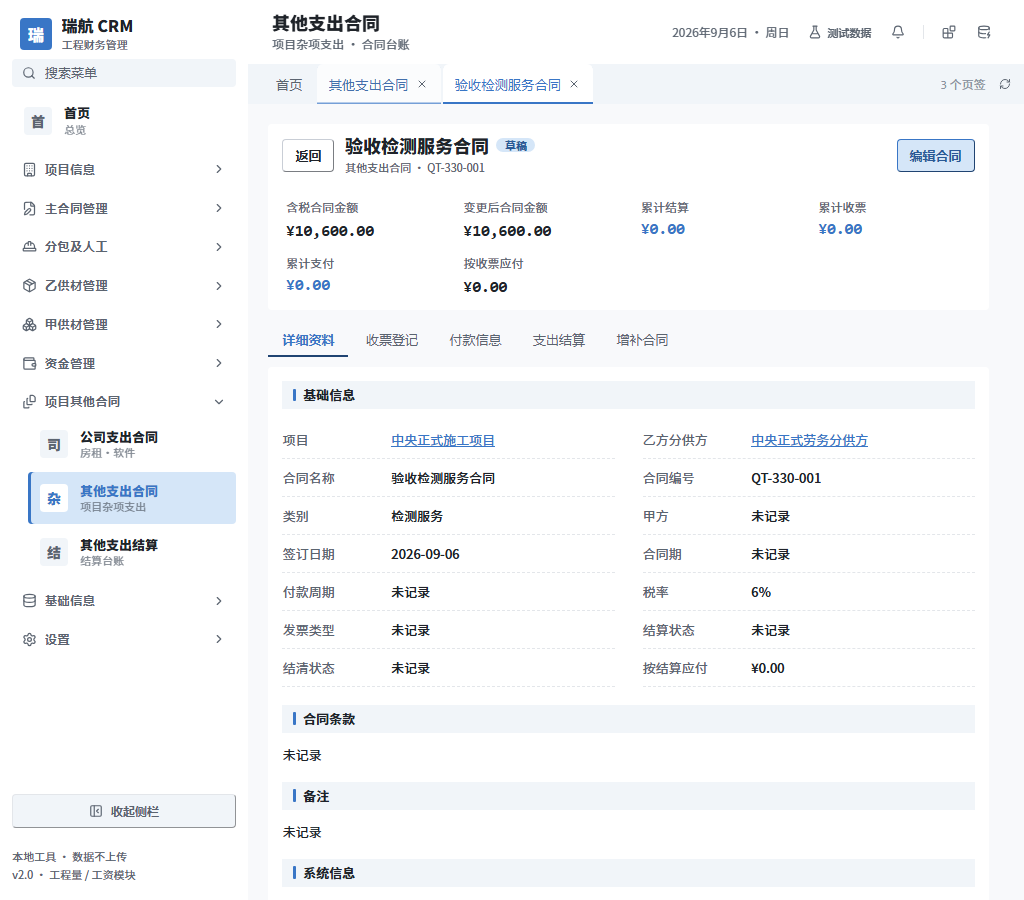 瑞
瑞航 CRM
工程财务管理
搜索菜单
首
首页
总览
项目信息
主合同管理
分包及人工
乙供材管理
甲供材管理
资金管理
项目其他合同
司
公司支出合同
房租・软件
杂
其他支出合同
项目杂项支出
结
其他支出结算
结算台账
基础信息
设置
收起侧栏
本地工具 ・ 数据不上传
v2.0 ・ 工程量 / 工资模块
其他支出合同
项目杂项支出 ・ 合同台账
2026年9月6日 ・ 周日
测试数据
首页
其他支出合同 ×
验收检测服务合同 ×
3 个页签
返回
验收检测服务合同 草稿
其他支出合同 ・ QT-330-001
编辑合同
含税合同金额 变更后合同金额 累计结算 累计收票
¥10,600.00 ¥10,600.00 ¥0.00 ¥0.00
累计支付 按收票应付
¥0.00 ¥0.00
详细资料 收票登记 付款信息 支出结算 增补合同
基础信息
项目 中央正式施工项目 乙方分供方 中央正式劳务分供方
合同名称 验收检测服务合同 合同编号 QT-330-001
类别 检测服务 甲方 未记录
签订日期 2026-09-06 合同期 未记录
付款周期 未记录 税率 6%
发票类型 未记录 结算状态 未记录
结清状态 未记录 按结算应付 ¥0.00
合同条款
未记录
备注
未记录
系统信息